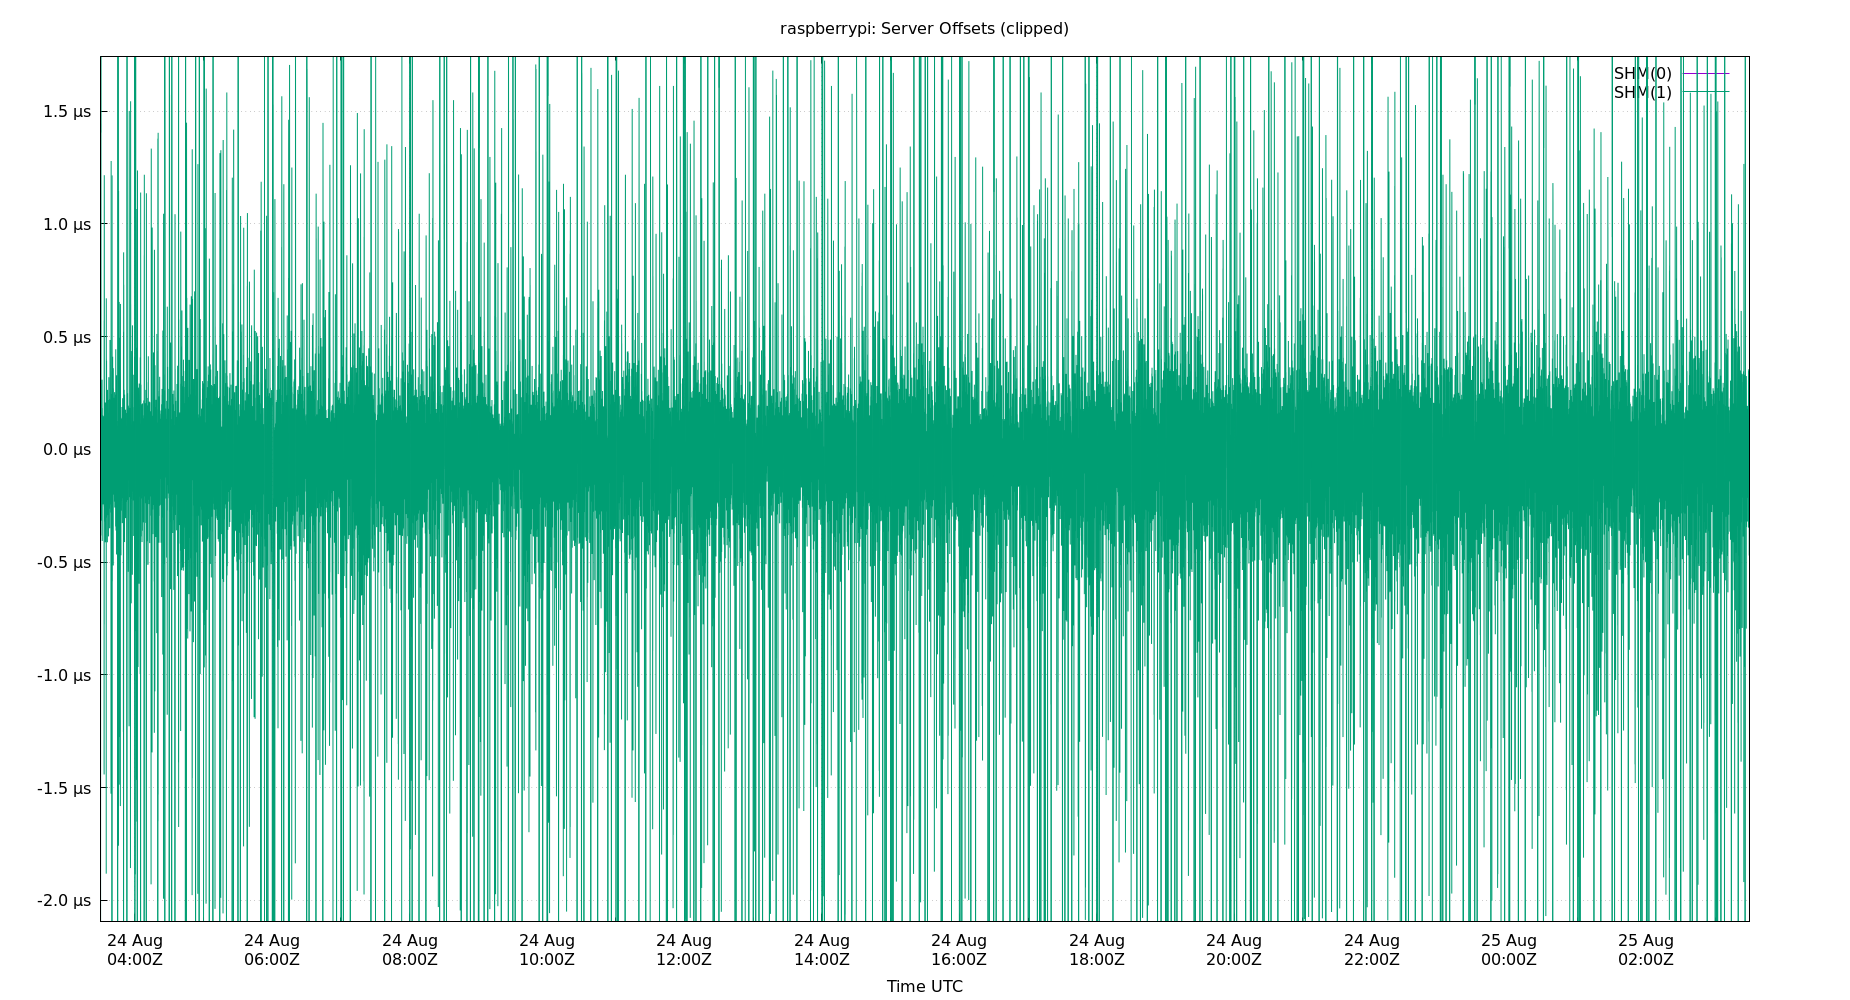 raspberrypi: Server Offsets (clipped)
SHM(0)
SHM(1)
1.5 µs
1.0 µs
0.5 µs
0.0 µs
-0.5 µs
-1.0 µs
-1.5 µs
-2.0 µs
24 Aug 24 Aug 24 Aug 24 Aug 24 Aug 24 Aug 24 Aug 24 Aug 24 Aug 24 Aug 25 Aug 25 Aug
04:00Z 06:00Z 08:00Z 10:00Z 12:00Z 14:00Z 16:00Z 18:00Z 20:00Z 22:00Z 00:00Z 02:00Z
Time UTC